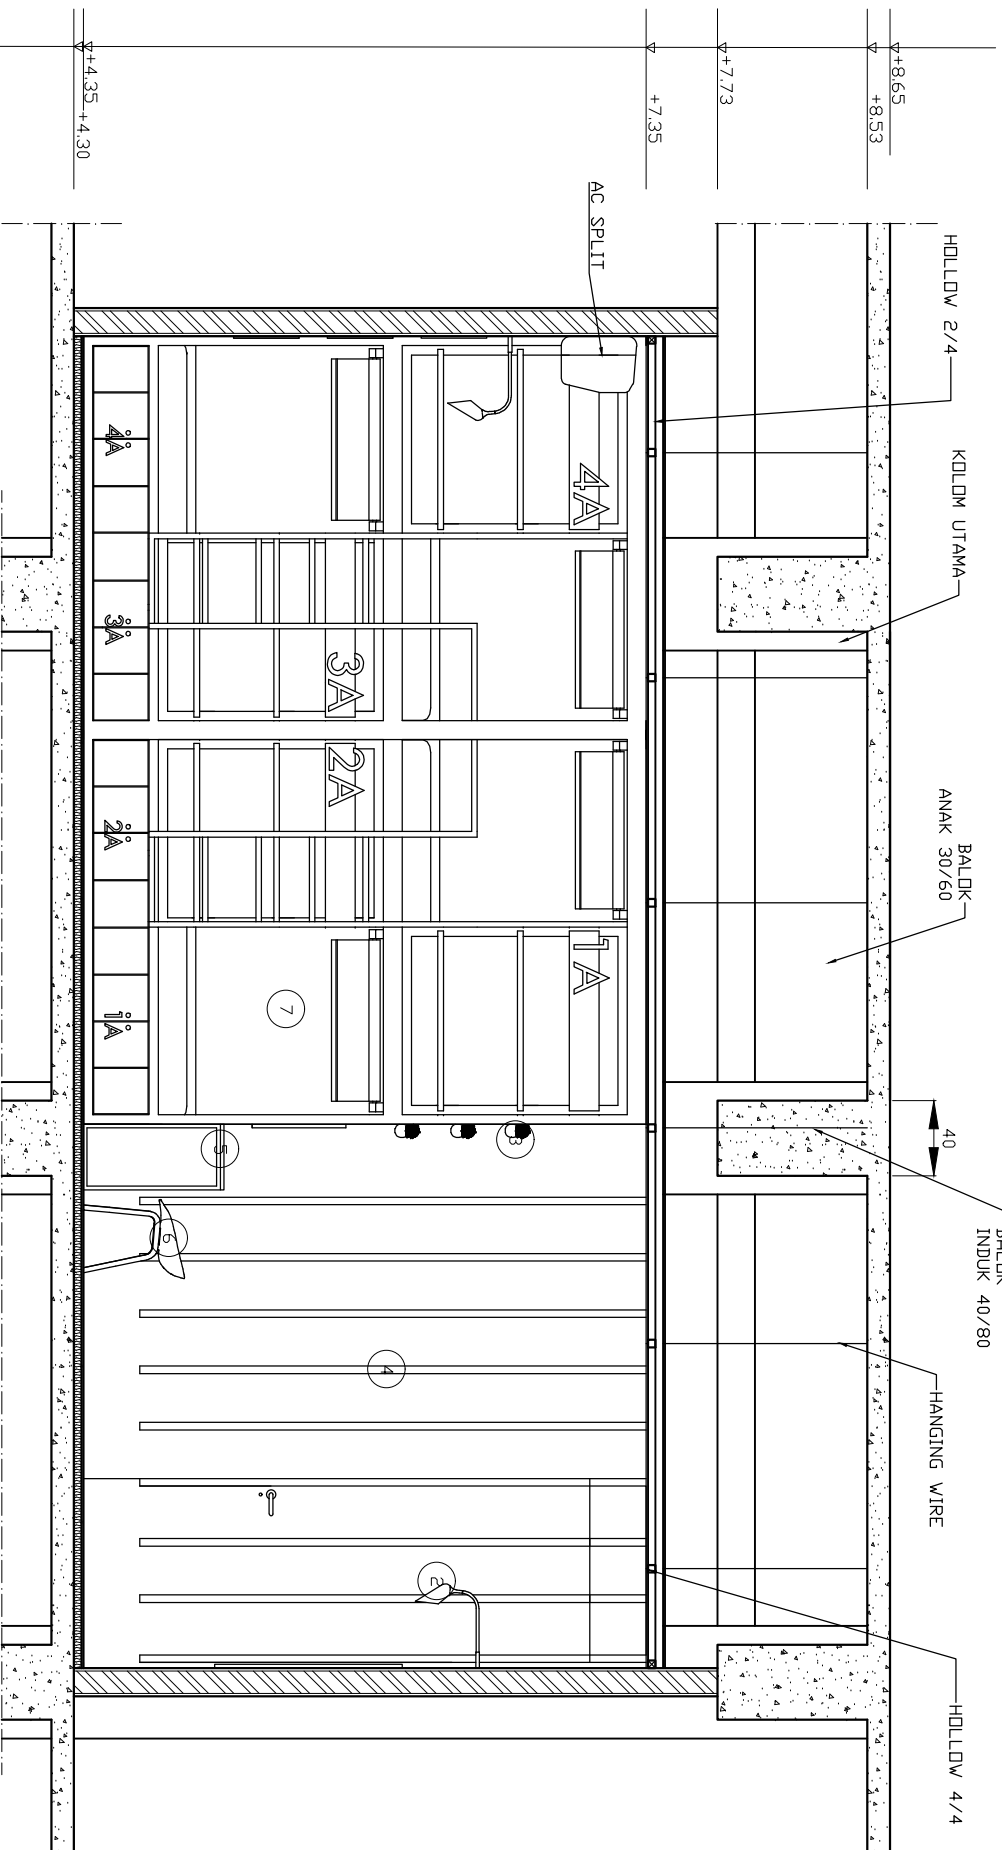 BALOK
INDUK 40/80
HOLLOW 2/4
KOLOM UTAMA
BALOK
ANAK 30/60
40
HANGING WIRE
HOLLOW 4/4
+8.65
+8.53
+7.73
+7.35
AC SPLIT
4A
1A
3A
2A
3
2
4
7
5
6
4A
3A
2A
1A
+4.35
+4.30